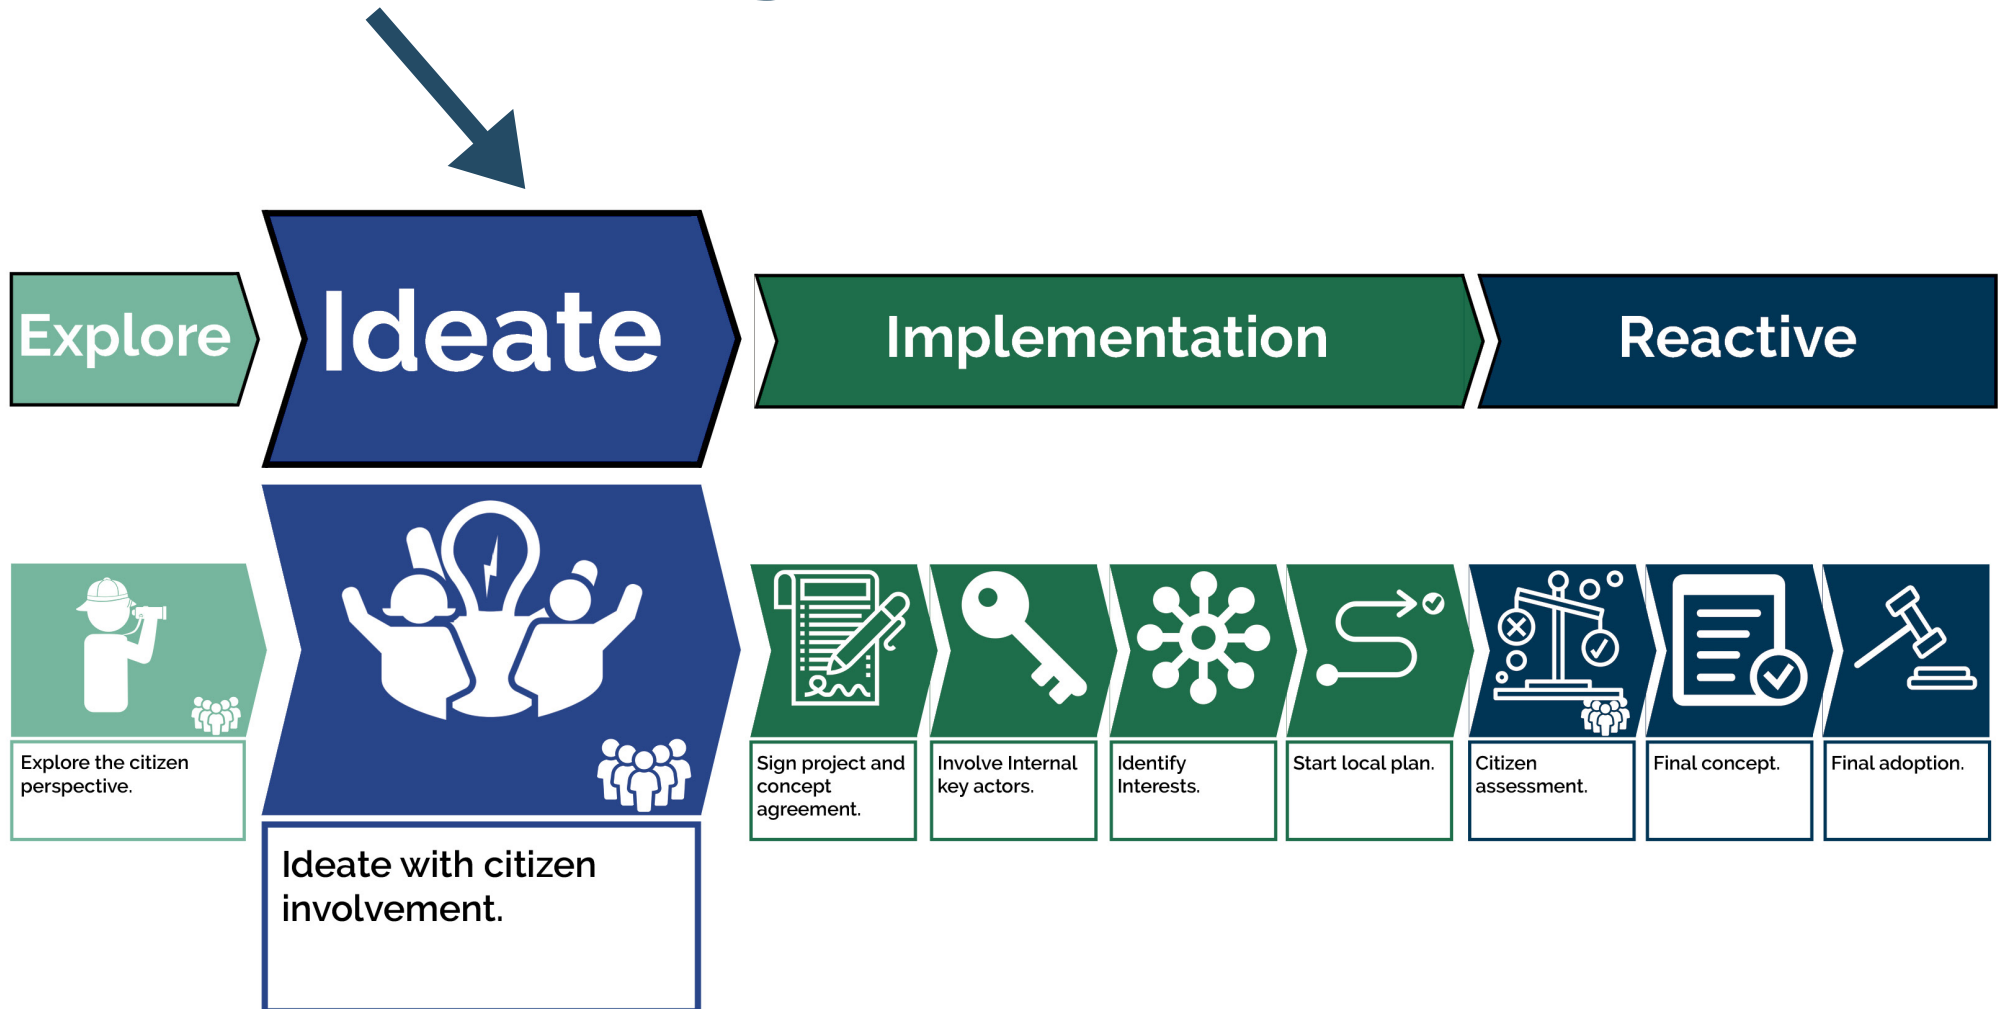 Explore
Ideate
Implementation
Reactive
Explore the citizen
perspective.
Ideate with citizen
involvement.
Sign project and
concept
agreement.
Involve Internal
key actors.
Identify
Interests.
Start local plan.
Citizen
assessment.
Final concept.
Final adoption.